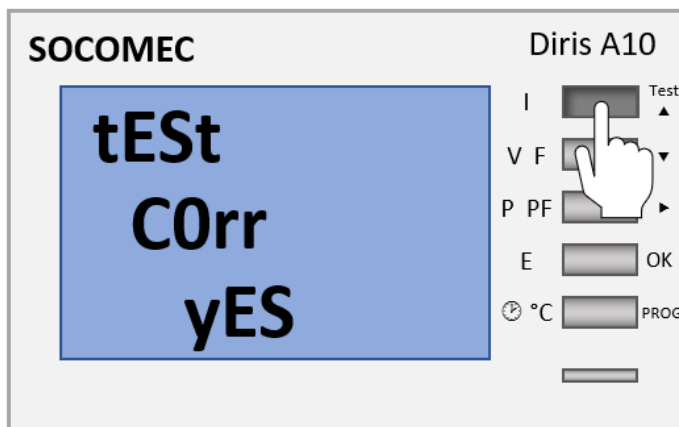 SOCOMEC
Diris A10
tESt
C0rr
yES
I
Test
V F
P PF
E
OK
°C
PROG